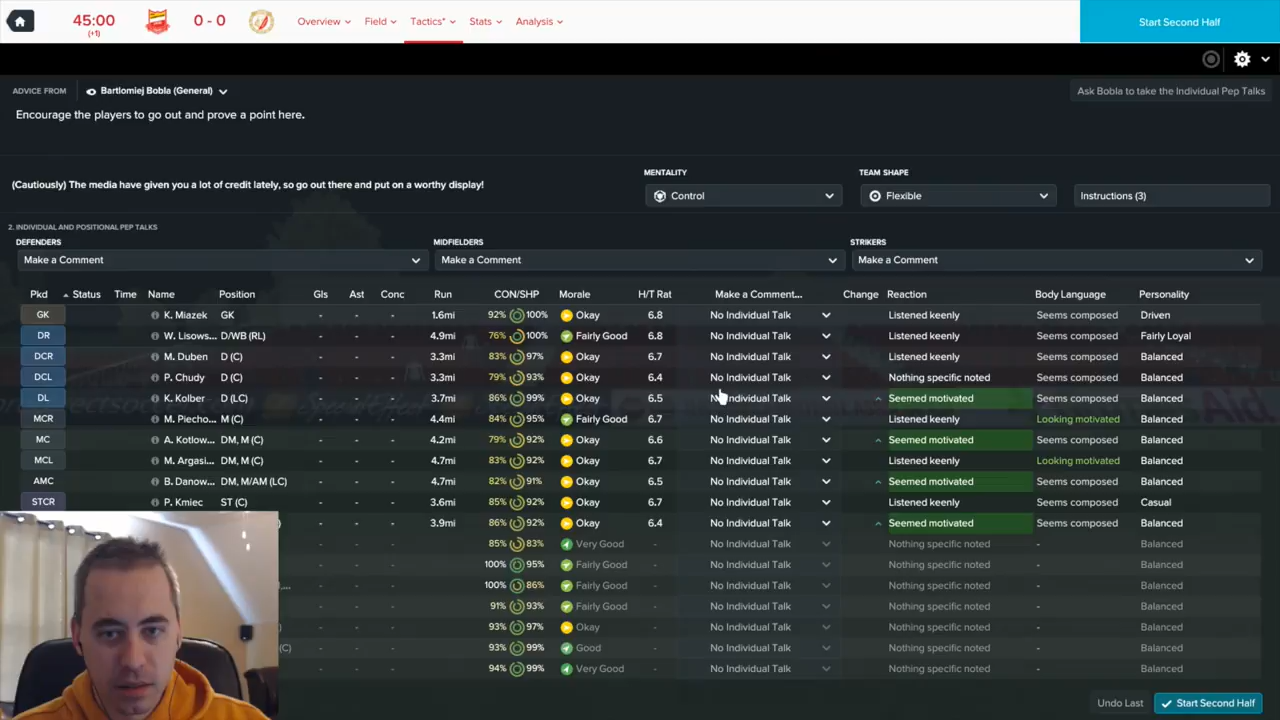 45:00
(+1)
0 - 0
Overview
Field
Tactics*
Stats
Analysis
Start Second Half
ADVICE FROM
Bartlomiej Bobla (General)
Ask Bobla to take the Individual Pep Talks
Encourage the players to go out and prove a point here.
(Cautiously) The media have given you a lot of credit lately, so go out there and put on a worthy display!
MENTALITY
Control
TEAM SHAPE
Flexible
Instructions (3)
2. INDIVIDUAL AND POSITIONAL PEP TALKS
DEFENDERS
Make a Comment
MIDFIELDERS
Make a Comment
STRIKERS
Make a Comment
Pkd Status Time Name Position Gls Ast Conc Run CON/SHP Morale H/T Rat Make a Comment... Change Reaction Body Language Personality
GK K. Miazek GK - - - 1.6mi 92% 100% Okay 6.8 No Individual Talk Listened keenly Seems composed Driven
DR W. Lisows... D/WB (RL) - - - 4.9mi 76% 100% Fairly Good 6.8 No Individual Talk Listened keenly Seems composed Fairly Loyal
DCR M. Duben D (C) - - - 3.3mi 83% 97% Okay 6.7 No Individual Talk Listened keenly Seems composed Balanced
DCL P. Chudy D (C) - - - 3.3mi 79% 93% Okay 6.4 No Individual Talk Nothing specific noted Seems composed Balanced
DL K. Kolber D (LC) - - - 3.7mi 86% 99% Okay 6.5 No Individual Talk Seemed motivated Seems composed Balanced
MCR M. Piecho... M (C) - - - 4.4mi 84% 95% Fairly Good 6.7 No Individual Talk Listened keenly Looking motivated Balanced
MC A. Kotlow... DM, M (C) - - - 4.2mi 79% 92% Okay 6.6 No Individual Talk Seemed motivated Seems composed Balanced
MCL M. Argasi... DM, M (C) - - - 4.7mi 83% 92% Okay 6.7 No Individual Talk Listened keenly Looking motivated Balanced
AMC B. Danow... DM, M/AM (LC) - - - 4.7mi 82% 91% Okay 6.5 No Individual Talk Seemed motivated Seems composed Balanced
STCR P. Kmiec ST (C) - - - 3.6mi 85% 92% Okay 6.7 No Individual Talk Listened keenly Seems composed Casual
) - - - 3.9mi 86% 92% Okay 6.4 No Individual Talk Seemed motivated Seems composed Balanced
- - - 85% 83% Very Good - No Individual Talk Nothing specific noted - Balanced
- - - 100% 95% Fairly Good - No Individual Talk Nothing specific noted - Balanced
... - - - 100% 86% Fairly Good - No Individual Talk Nothing specific noted - Balanced
- - - 91% 93% Fairly Good - No Individual Talk Nothing specific noted - Balanced
- - - 93% 97% Okay - No Individual Talk Nothing specific noted - Balanced
(C) - - - 93% 99% Good - No Individual Talk Nothing specific noted - Balanced
- - - 94% 99% Very Good - No Individual Talk Nothing specific noted - Balanced
Undo Last
Start Second Half